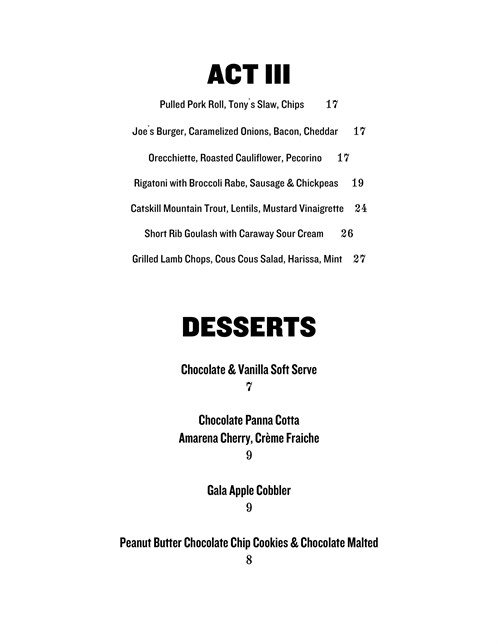 ACT III
Pulled Pork Roll, Tony's Slaw, Chips 17
Joe's Burger, Caramelized Onions, Bacon, Cheddar 17
Orecchiette, Roasted Cauliflower, Pecorino 17
Rigatoni with Broccoli Rabe, Sausage & Chickpeas 19
Catskill Mountain Trout, Lentils, Mustard Vinaigrette 24
Short Rib Goulash with Caraway Sour Cream 26
Grilled Lamb Chops, Cous Cous Salad, Harissa, Mint 27
DESSERTS
Chocolate & Vanilla Soft Serve
7
Chocolate Panna Cotta
Amarena Cherry, Crème Fraiche
9
Gala Apple Cobbler
9
Peanut Butter Chocolate Chip Cookies & Chocolate Malted
8